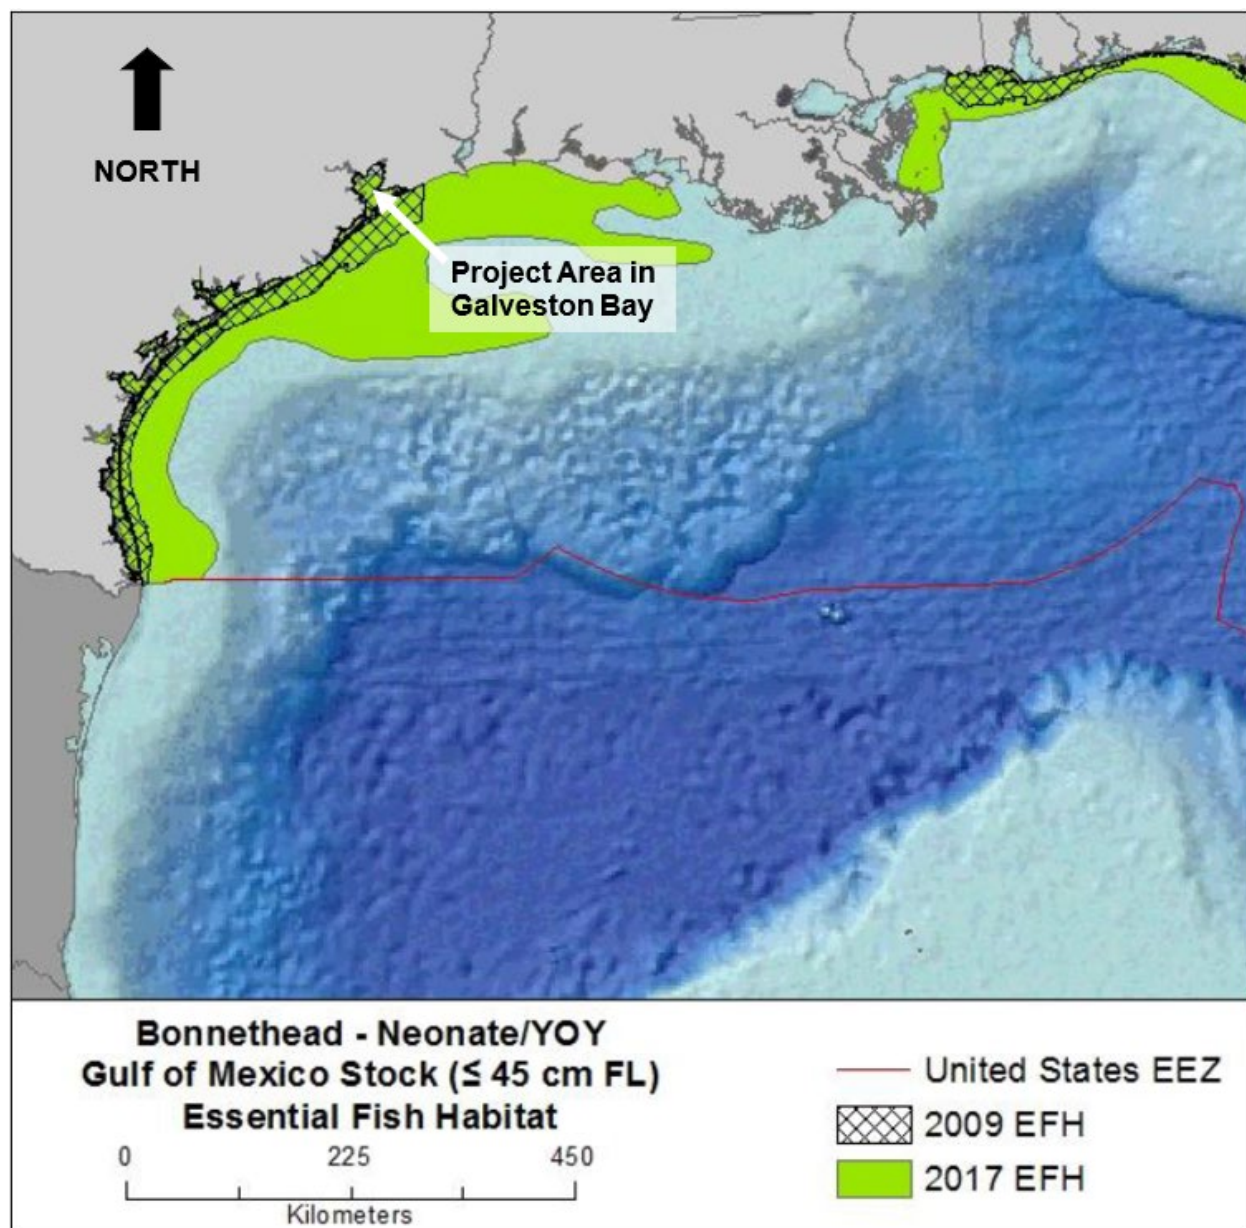 NORTH
Project Area in
Galveston Bay
Bonnethead - Neonate/YOY
Gulf of Mexico Stock (≤ 45 cm FL)
Essential Fish Habitat
0 225 450
Kilometers
United States EEZ
2009 EFH
2017 EFH